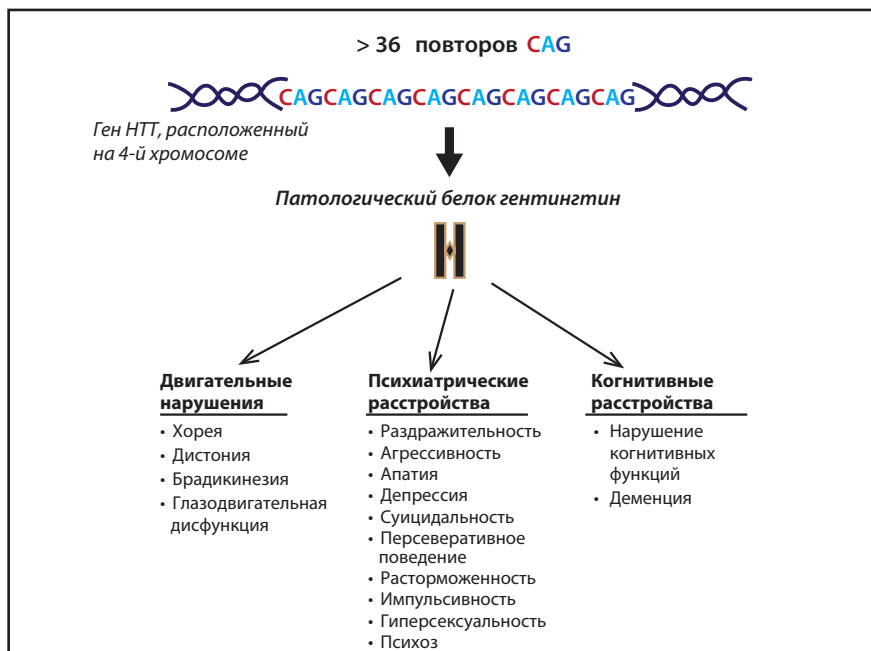 > 36 повторов CAG
CAGCAGCAGCAGCAGCAGCAGCAG
Ген HTT, расположенный
на 4-й хромосоме
Патологический белок гентингтин
Двигательные
нарушения
• Хорея
• Дистония
• Брадикинезия
• Глазодвигательная
дисфункция
Психиатрические
расстройства
• Раздражительность
• Агрессивность
• Апатия
• Депрессия
• Суицидальность
• Персеверативное
поведение
• Расторможенность
• Импульсивность
• Гиперсексуальность
• Психоз
Когнитивные
расстройства
• Нарушение
когнитивных
функций
• Деменция